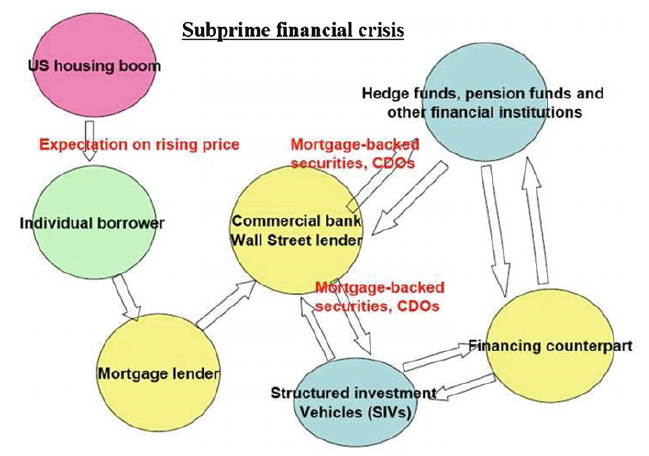 Subprime financial crisis
US housing boom
Hedge funds, pension funds and
other financial institutions
Expectation on rising price
Mortgage-backed
securities, CDOs
Individual borrower
Commercial bank
Wall Street lender
Mortgage-backed
securities, CDOs
Financing counterpart
Mortgage lender
Structured investment
Vehicles (SIVs)